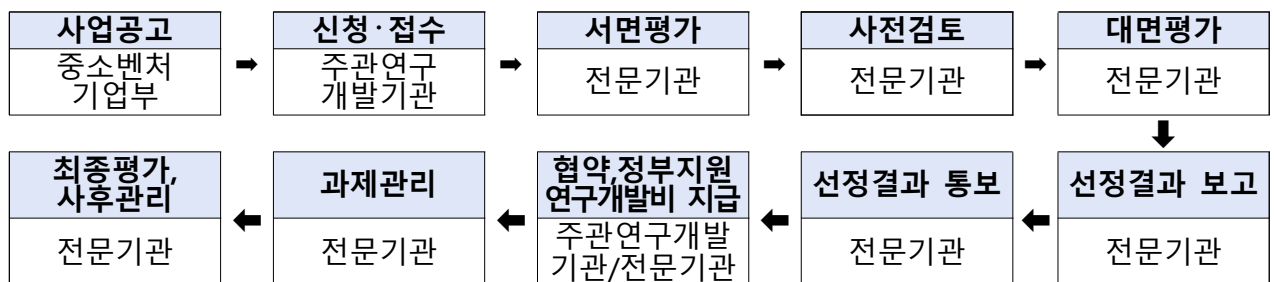 사업공고
중소벤처
기업부
신청·접수
주관연구
개발기관
서면평가
전문기관
사전검토
전문기관
대면평가
전문기관
선정결과 보고
전문기관
선정결과 통보
전문기관
협약,정부지원
연구개발비 지급
주관연구개발
기관/전문기관
과제관리
전문기관
최종평가,
사후관리
전문기관